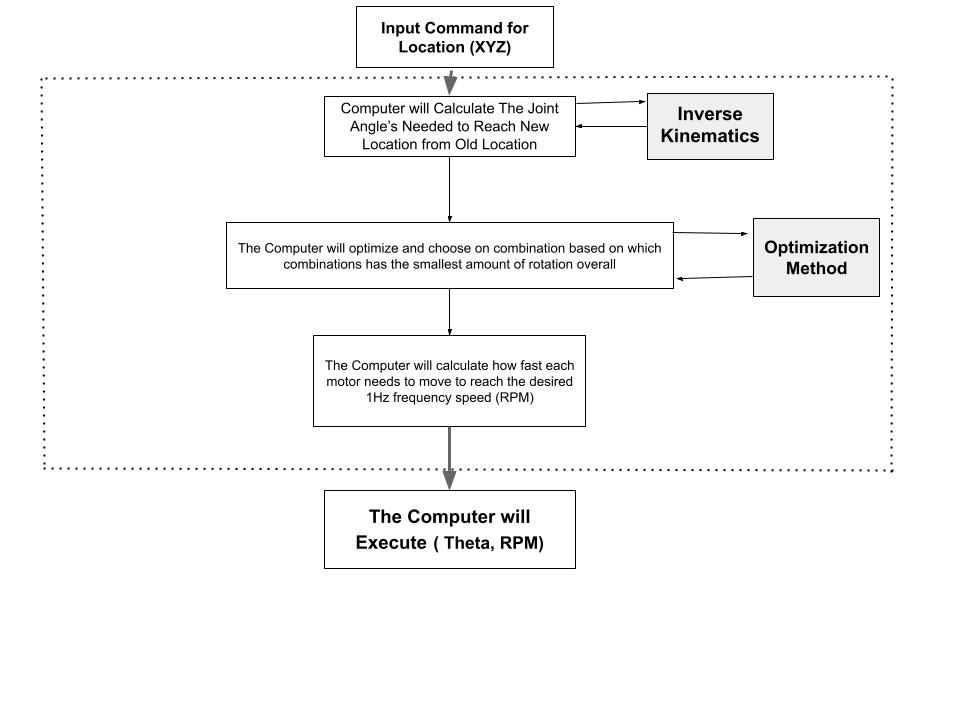 Input Command for
Location (XYZ)
Computer will Calculate The Joint
Angle's Needed to Reach New
Location from Old Location
Inverse
Kinematics
The Computer will optimize and choose on combination based on which
combinations has the smallest amount of rotation overall
Optimization
Method
The Computer will calculate how fast each
motor needs to move to reach the desired
1Hz frequency speed (RPM)
The Computer will
Execute ( Theta, RPM)